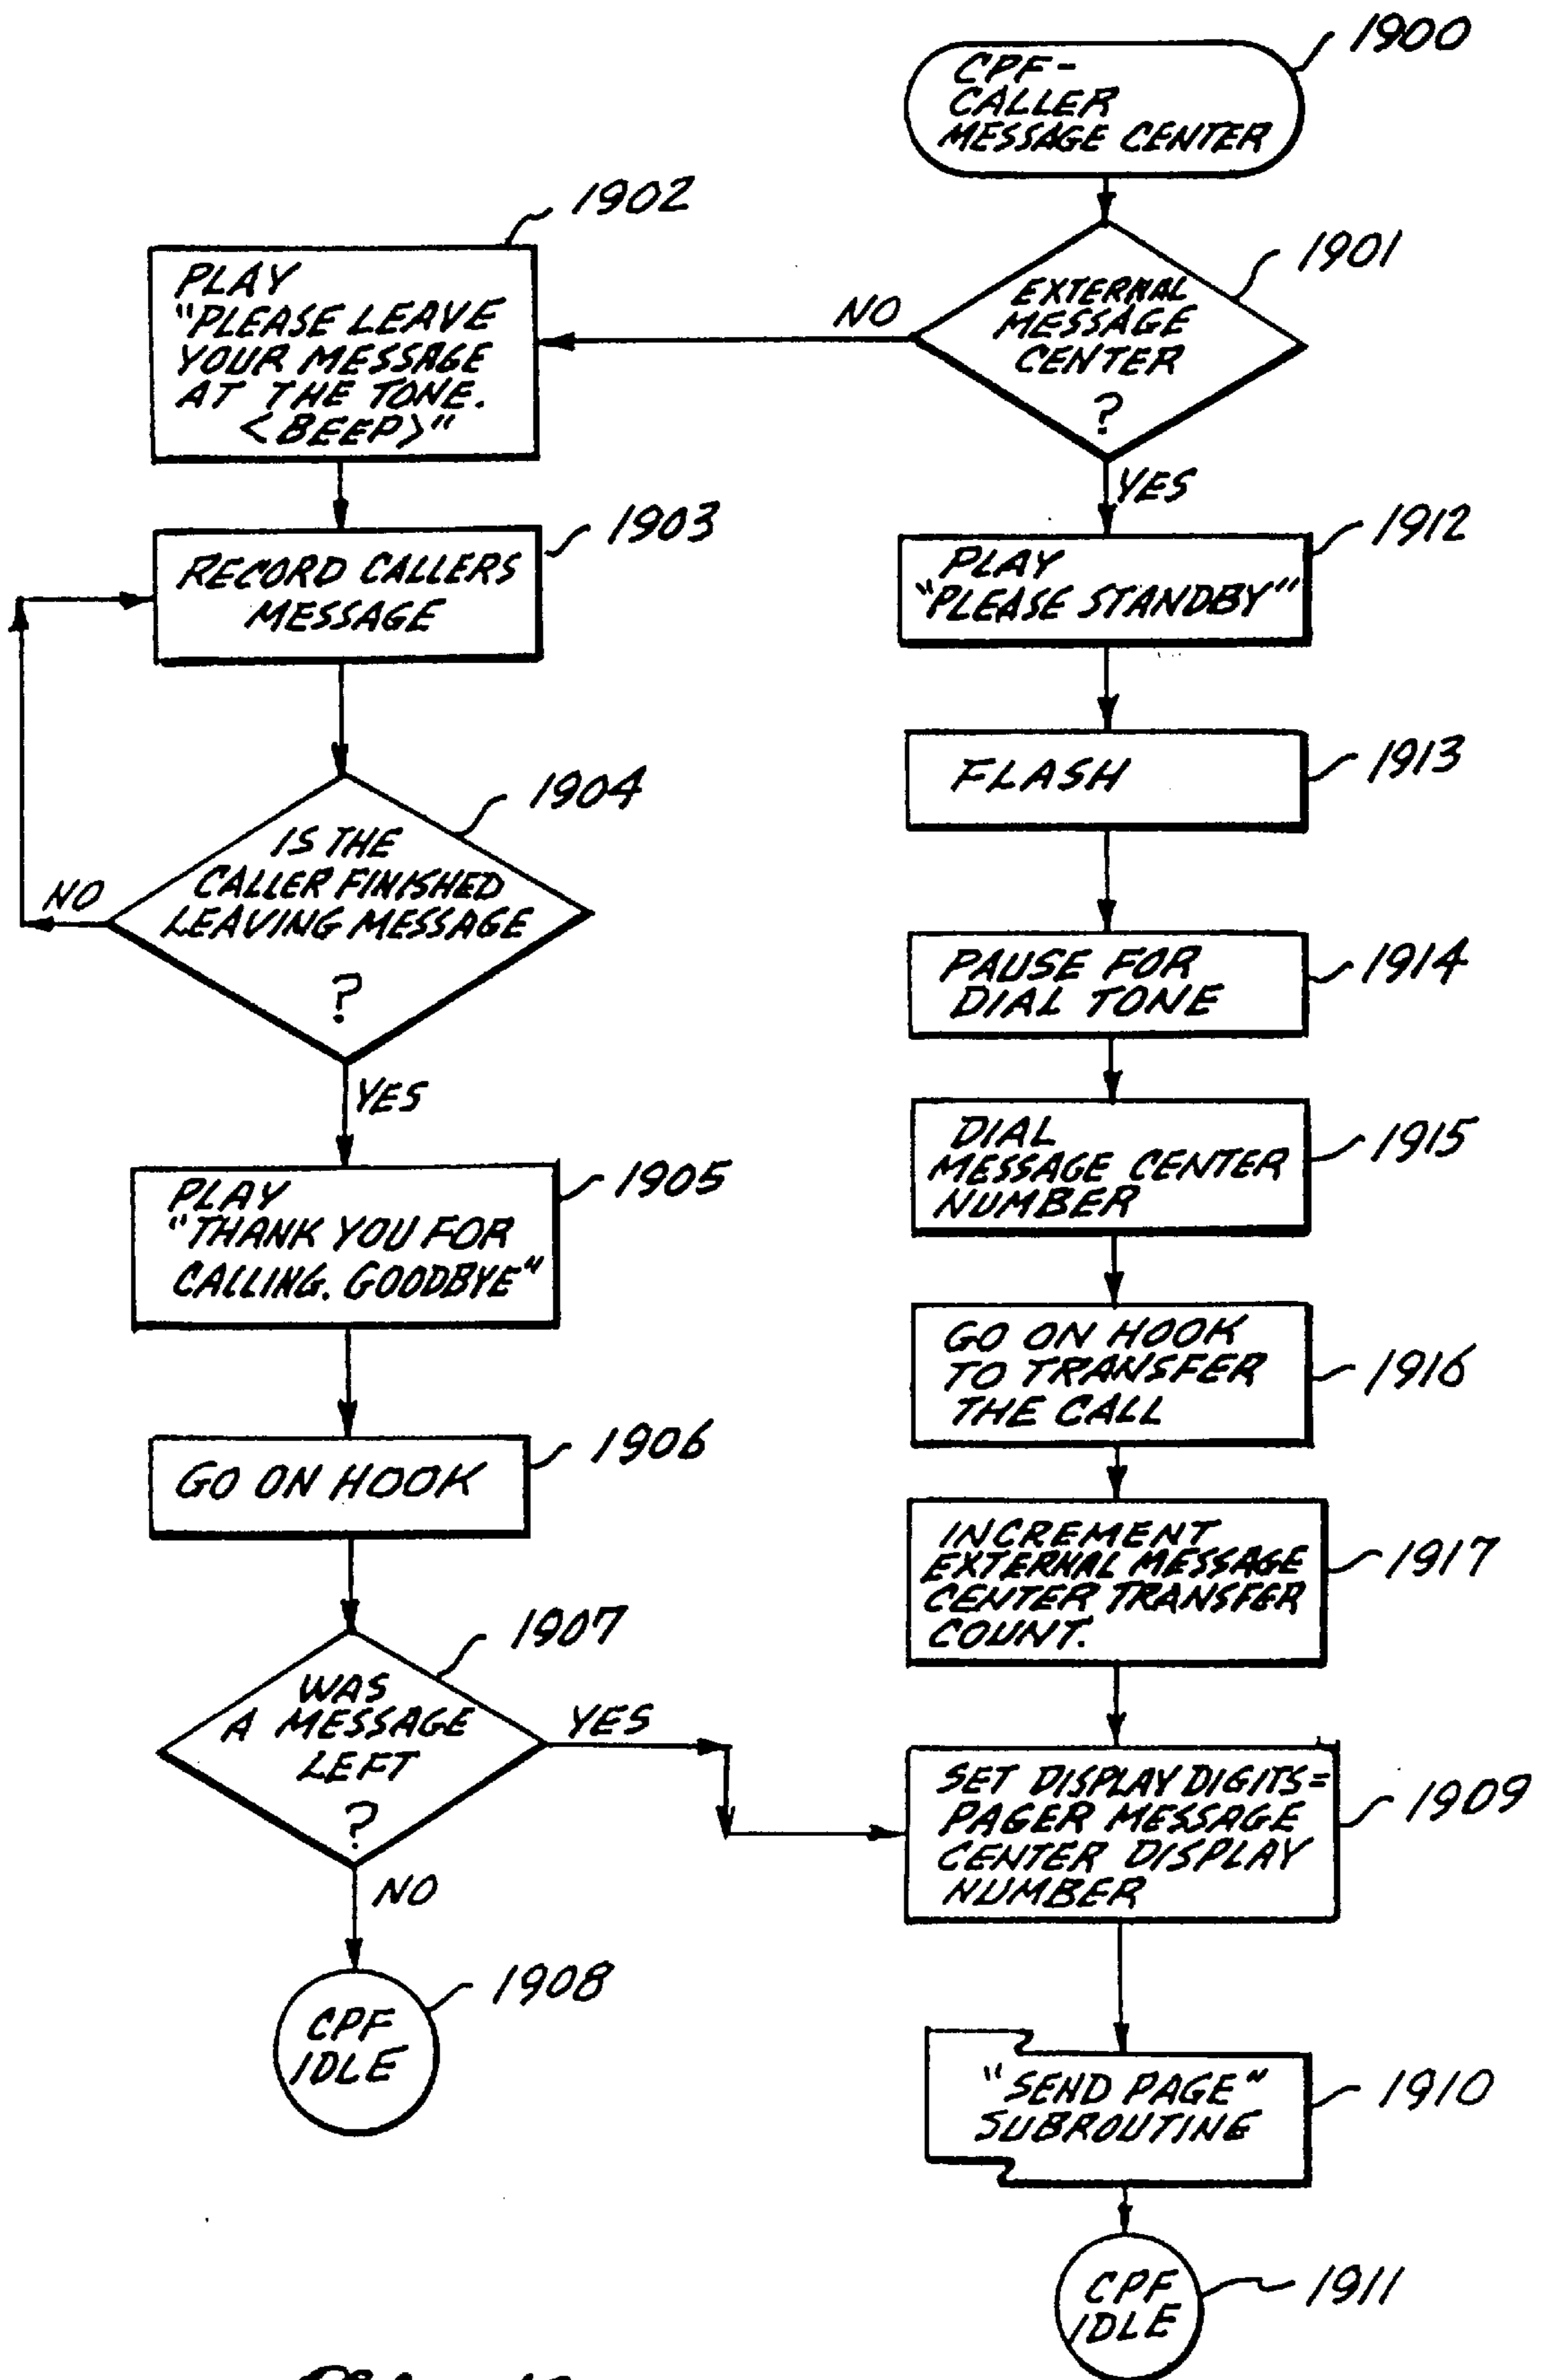 1900
CPF-
CALLER
MESSAGE CENTER
1901
EXTERNAL
MESSAGE
CENTER
?
NO
YES
1902
PLAY
"PLEASE LEAVE
YOUR MESSAGE
AT THE TONE.
<BEEP>"
1903
RECORD CALLERS
MESSAGE
1904
IS THE
CALLER FINISHED
LEAVING MESSAGE
?
NO
YES
1905
PLAY
"THANK YOU FOR
CALLING. GOODBYE"
1906
GO ON HOOK
1907
WAS
A MESSAGE
LEFT
?
YES
NO
1908
CPF
IDLE
1912
PLAY
"PLEASE STANDBY"
1913
FLASH
1914
PAUSE FOR
DIAL TONE
1915
DIAL
MESSAGE CENTER
NUMBER
1916
GO ON HOOK
TO TRANSFER
THE CALL
1917
INCREMENT
EXTERNAL MESSAGE
CENTER TRANSFER
COUNT.
1909
SET DISPLAY DIGITS=
PAGER MESSAGE
CENTER DISPLAY
NUMBER
1910
"SEND PAGE"
SUBROUTINE
1911
CPF
IDLE